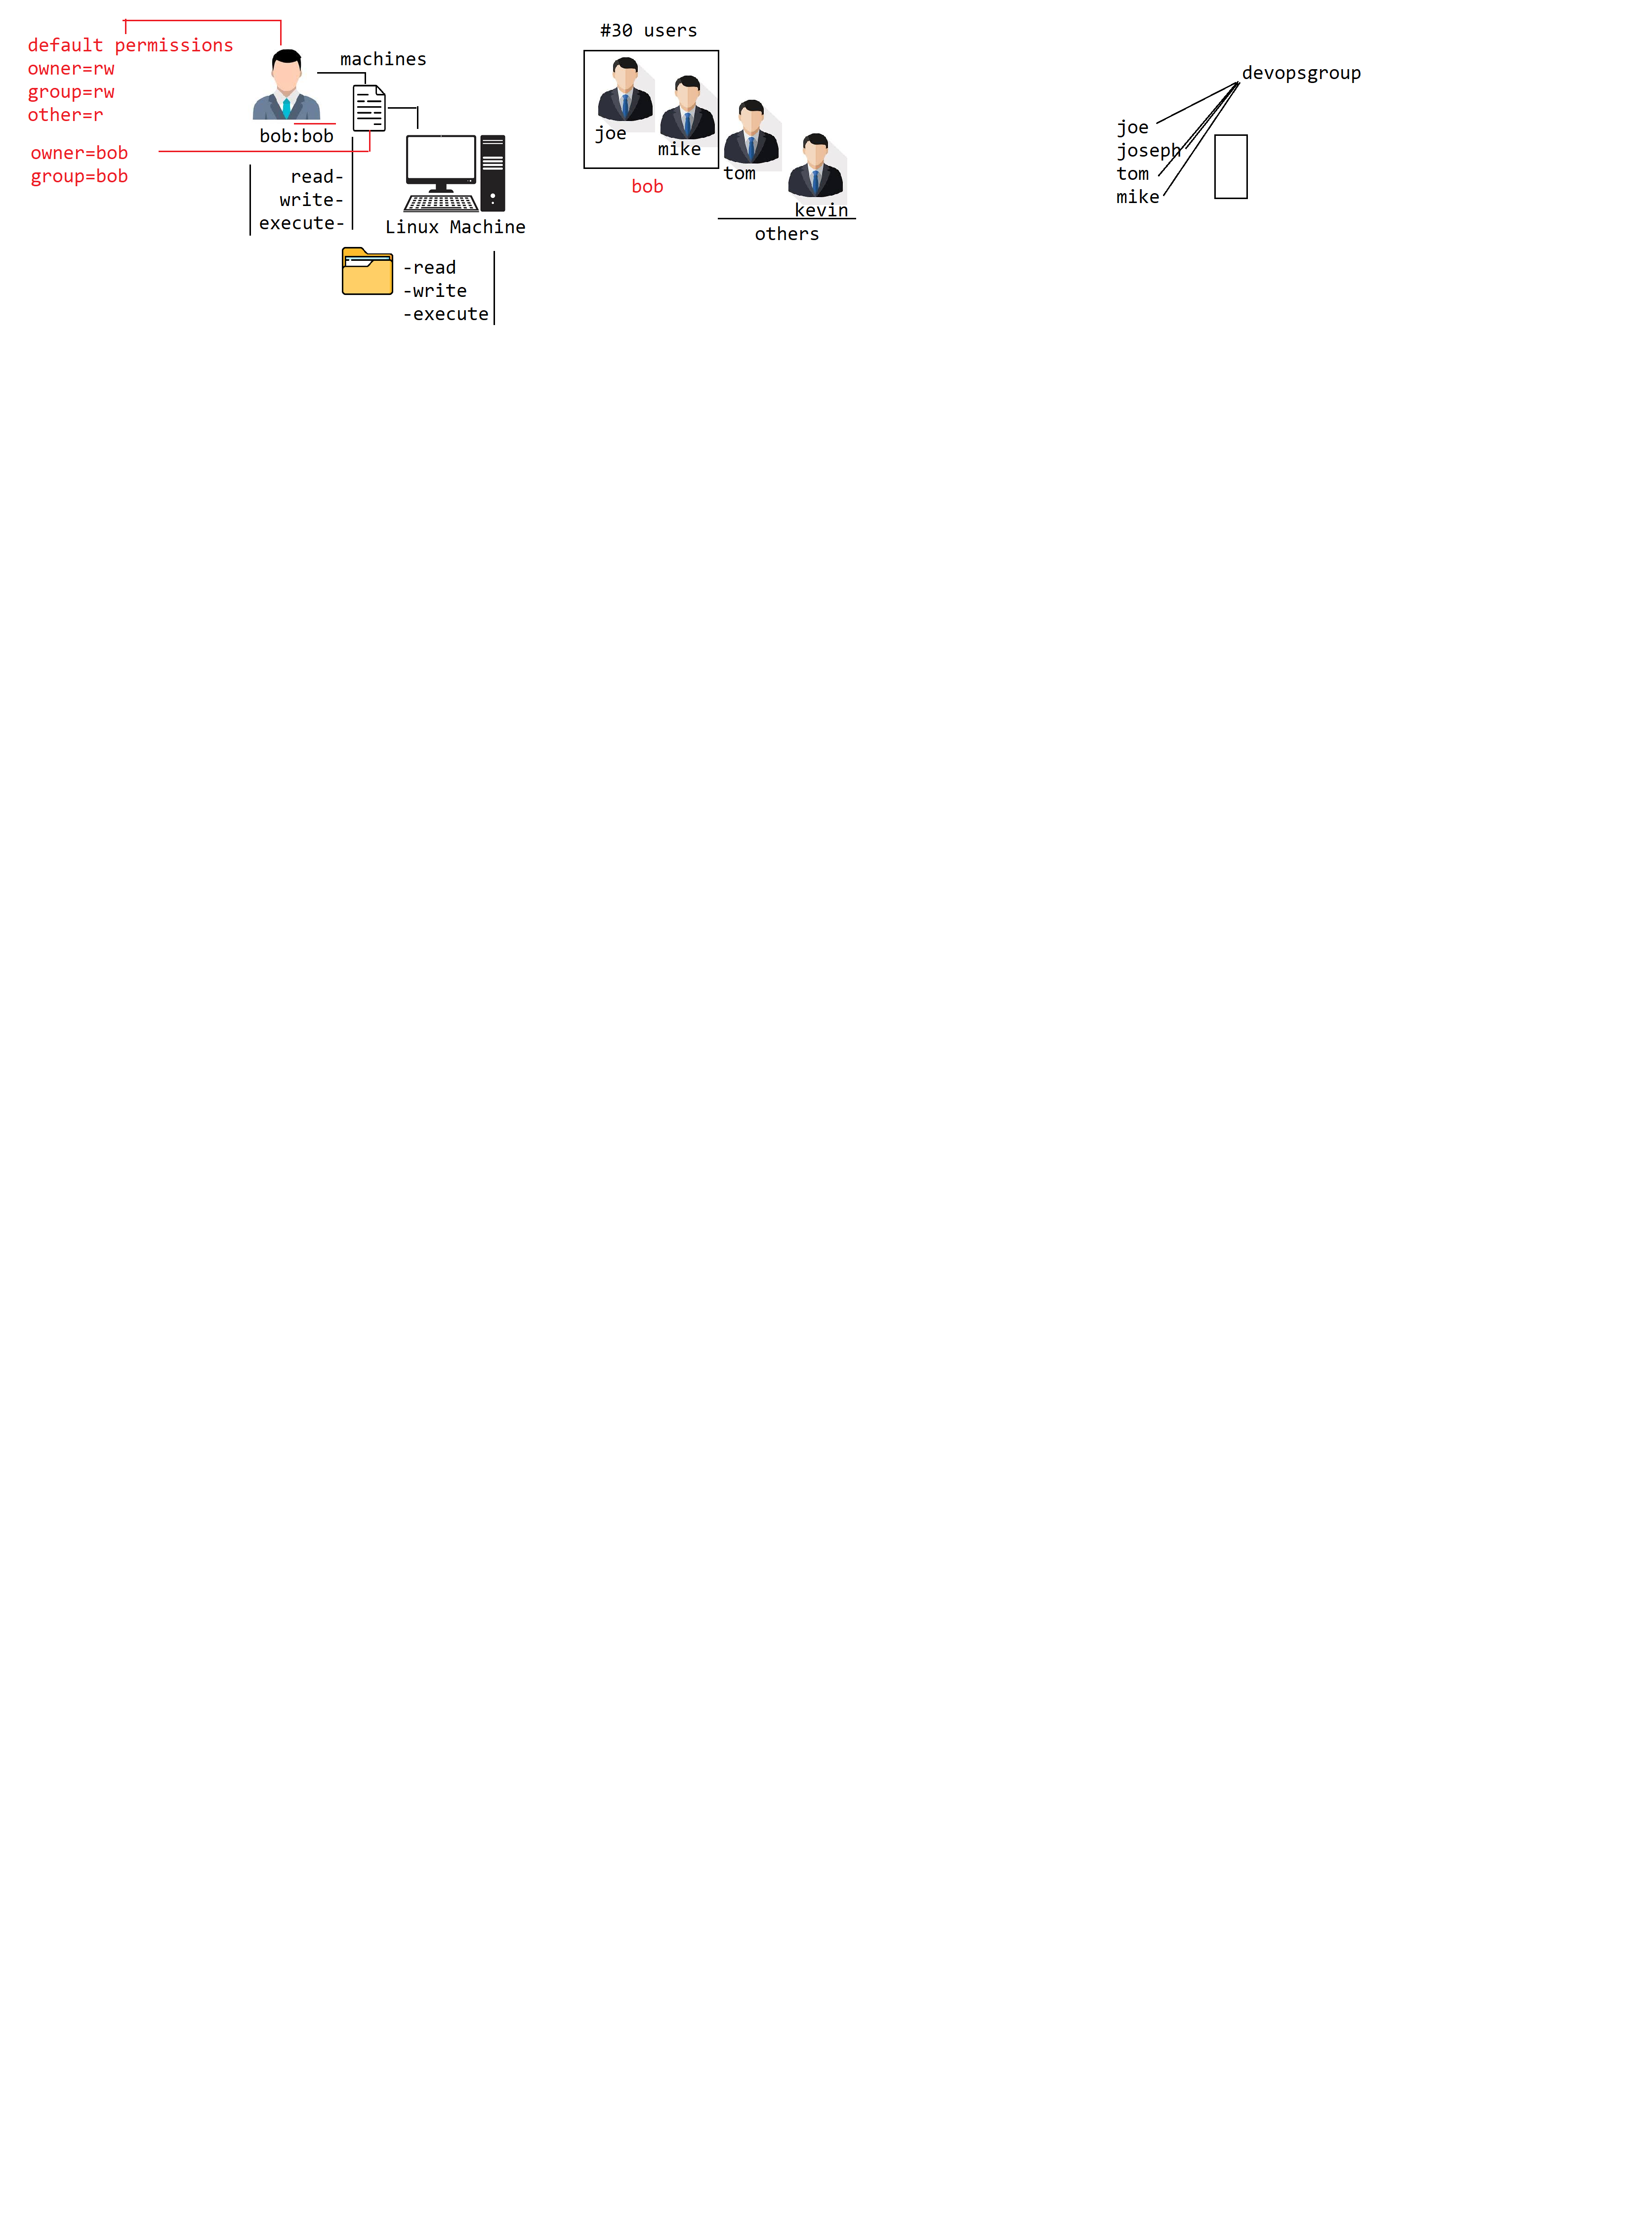 default permissions
owner=rw
group=rw
other=r
owner=bob
group=bob
machines
bob:bob
read-
write-
execute-
Linux Machine
-read
-write
-execute
#30 users
joe
mike
bob
tom
kevin
others
devopsgroup
joe
joseph
tom
mike